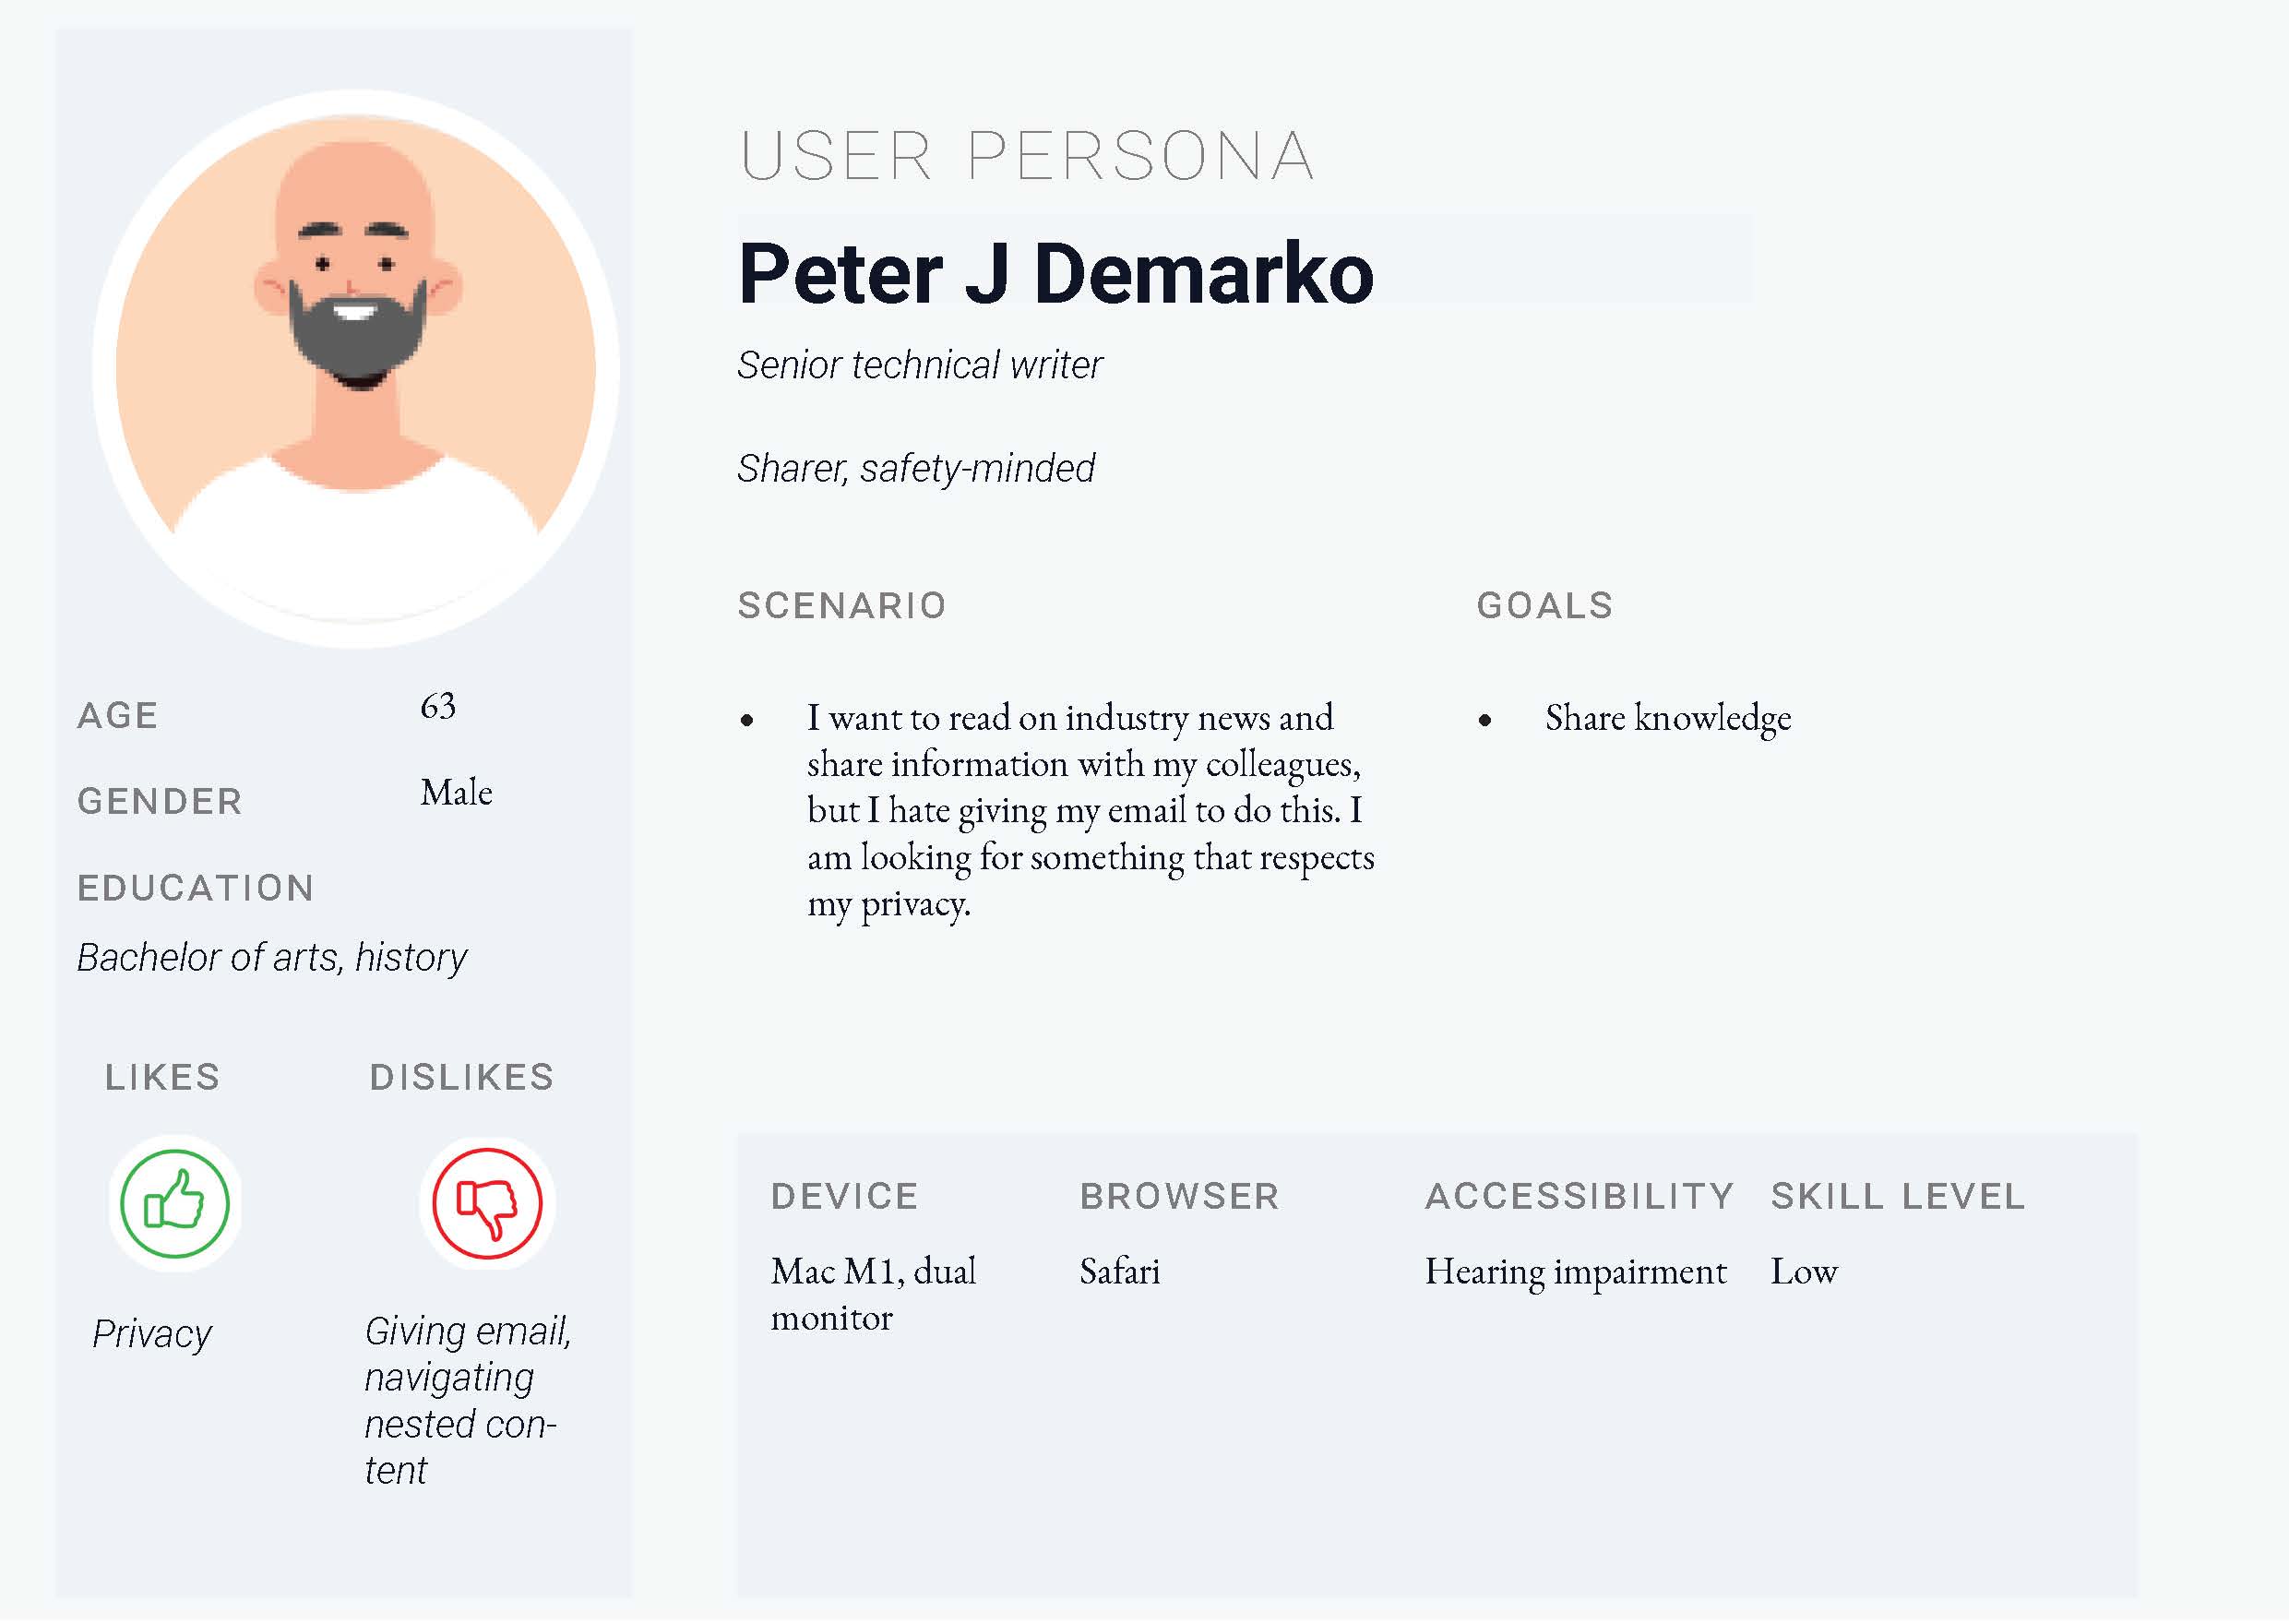 USER PERSONA
Peter J Demarko
Senior technical writer
Sharer, safety-minded
AGE 63
GENDER Male
EDUCATION
Bachelor of arts, history
LIKES
Privacy
DISLIKES
Giving email,
navigating
nested con-
tent
SCENARIO
• I want to read on industry news and
share information with my colleagues,
but I hate giving my email to do this. I
am looking for something that respects
my privacy.
GOALS
• Share knowledge
DEVICE
Mac M1, dual
monitor
BROWSER
Safari
ACCESSIBILITY
Hearing impairment
SKILL LEVEL
Low